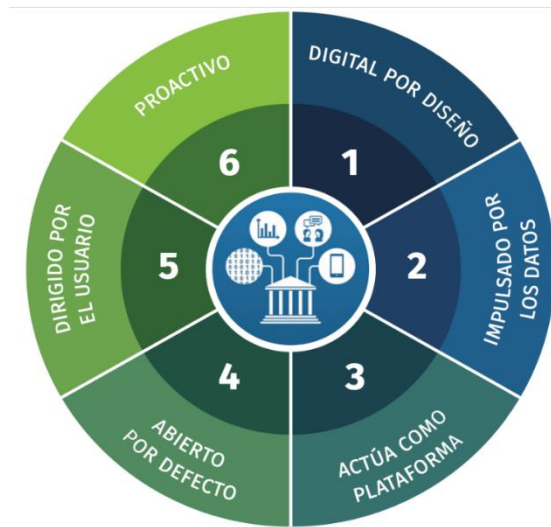 DIGITAL POR DISEÑO
1
IMPULSADO POR
LOS DATOS
2
ACTÚA COMO
PLATAFORMA
3
ABIERTO
POR DEFECTO
4
DIRIGIDO POR
EL USUARIO
5
PROACTIVO
6